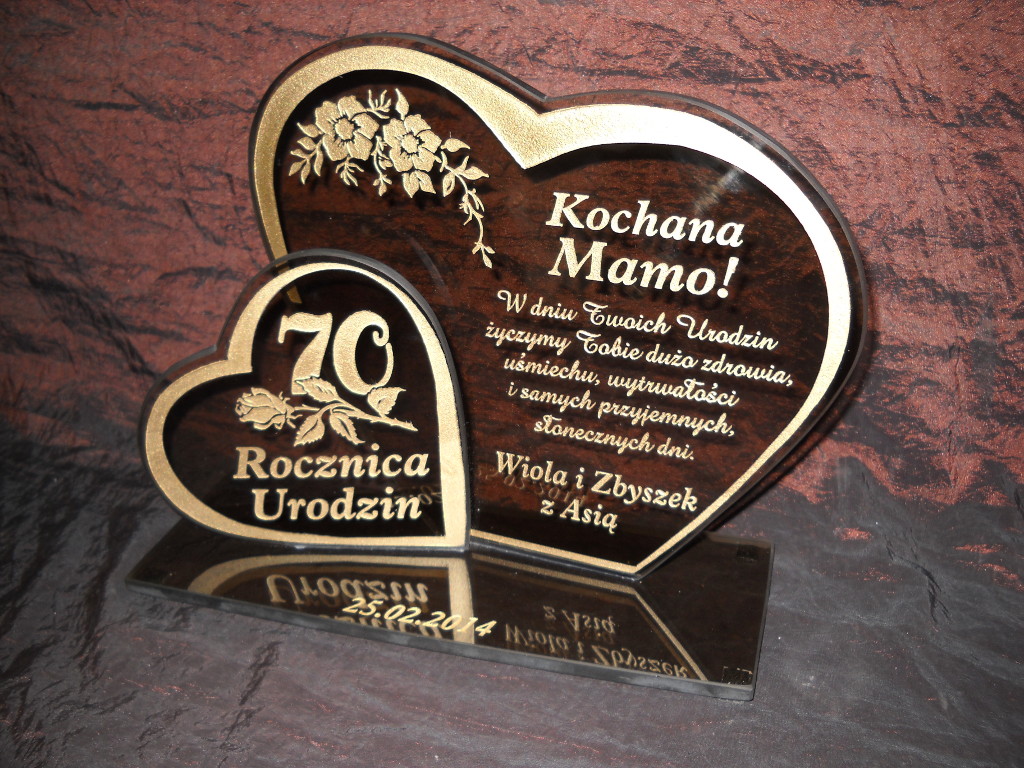 Kochana
Mamo!
W dniu Twoich Urodzin
życzymy Tobie dużo zdrowia,
uśmiechu, wytrwałości
i samych przyjemnych,
słonecznych dni.
Wiola i Zbyszek
z Asią
70
Rocznica
Urodzin
25.02.2014